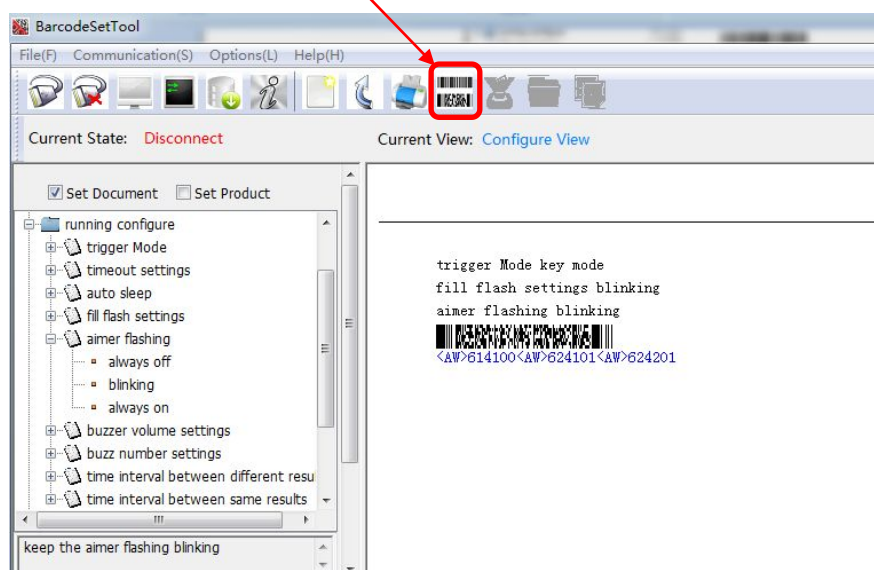 BarcodeSetTool
File(F) Communication(S) Options(L) Help(H)
Current State: Disconnect
Current View: Configure View
Set Document Set Product
running configure
trigger Mode
timeout settings
auto sleep
fill flash settings
aimer flashing
always off
blinking
always on
buzzer volume settings
buzz number settings
time interval between different resu
time interval between same results
keep the aimer flashing blinking
trigger Mode key mode
fill flash settings blinking
aimer flashing blinking
<AW>614100<AW>624101<AW>624201